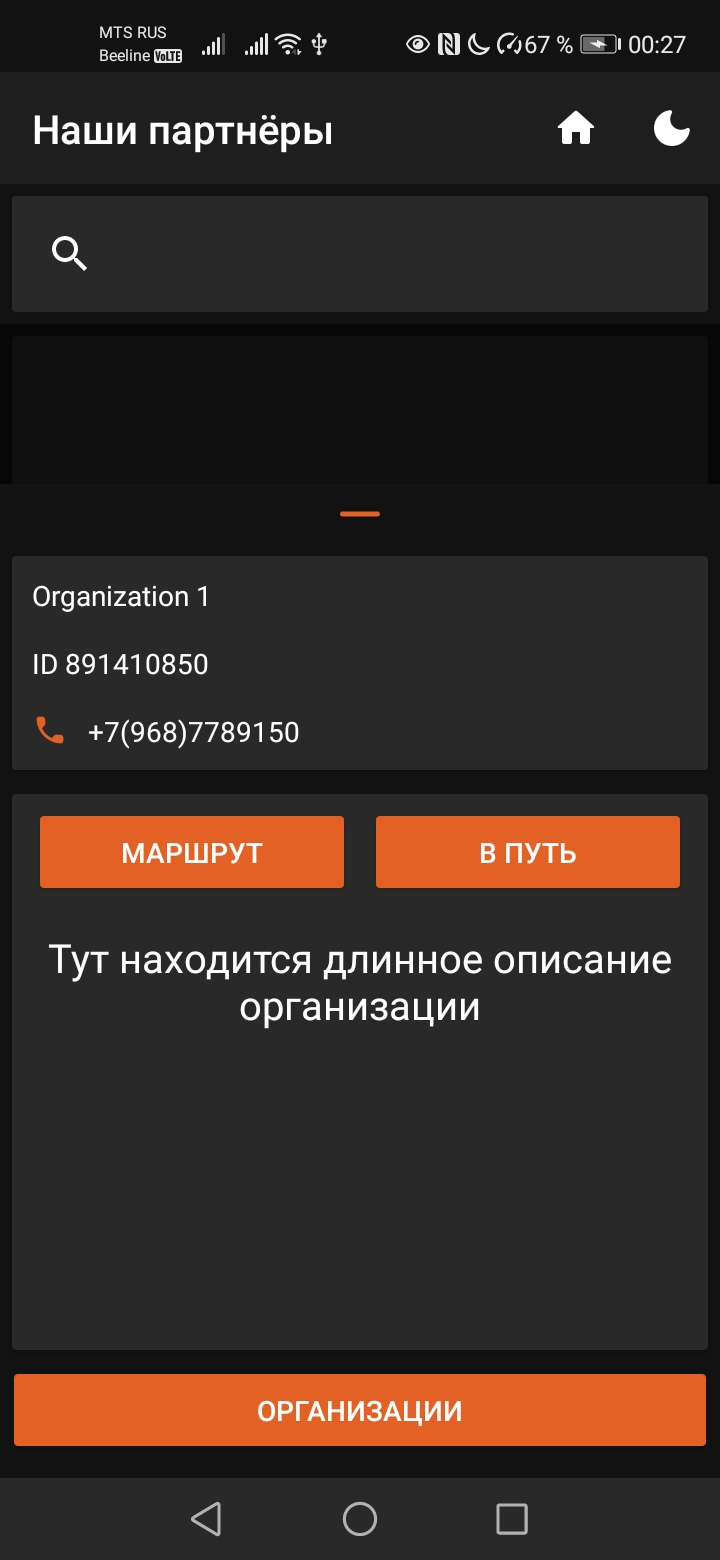 MTS RUS
Beeline VoLTE
67 % 00:27
Наши партнёры
Organization 1
ID 891410850
+7(968)7789150
МАРШРУТ
В ПУТЬ
Тут находится длинное описание
организации
ОРГАНИЗАЦИИ